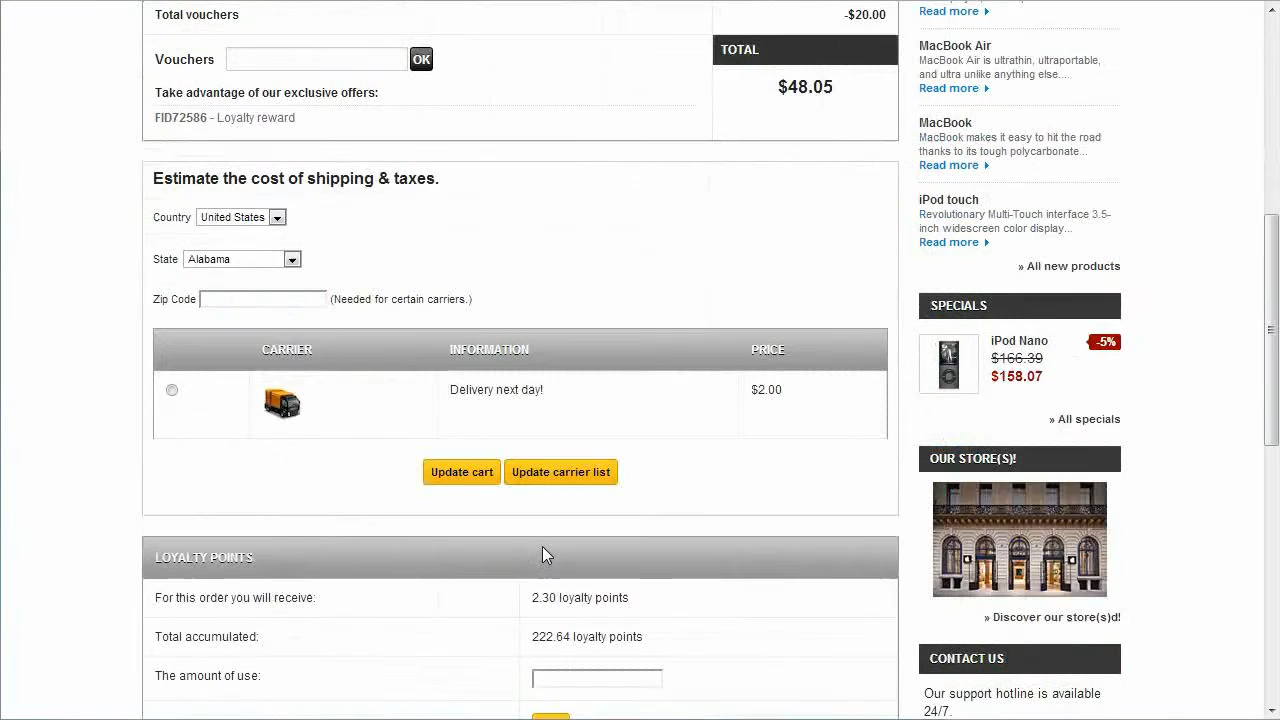 Total vouchers
-$20.00
Vouchers
OK
TOTAL
$48.05
Take advantage of our exclusive offers:
FID72586 - Loyalty reward
Estimate the cost of shipping & taxes.
Country United States
State Alabama
Zip Code (Needed for certain carriers.)
CARRIER INFORMATION PRICE
Delivery next day! $2.00
Update cart Update carrier list
LOYALTY POINTS
For this order you will receive: 2.30 loyalty points
Total accumulated: 222.64 loyalty points
The amount of use:
Read more
MacBook Air
MacBook Air is ultrathin, ultraportable,
and ultra unlike anything else...
Read more
MacBook
MacBook makes it easy to hit the road
thanks to its tough polycarbonate...
Read more
iPod touch
Revolutionary Multi-Touch interface 3.5-
inch widescreen color display...
Read more
» All new products
SPECIALS
iPod Nano -5%
$166.39
$158.07
» All specials
OUR STORE(S)!
» Discover our store(s)d!
CONTACT US
Our support hotline is available
24/7.